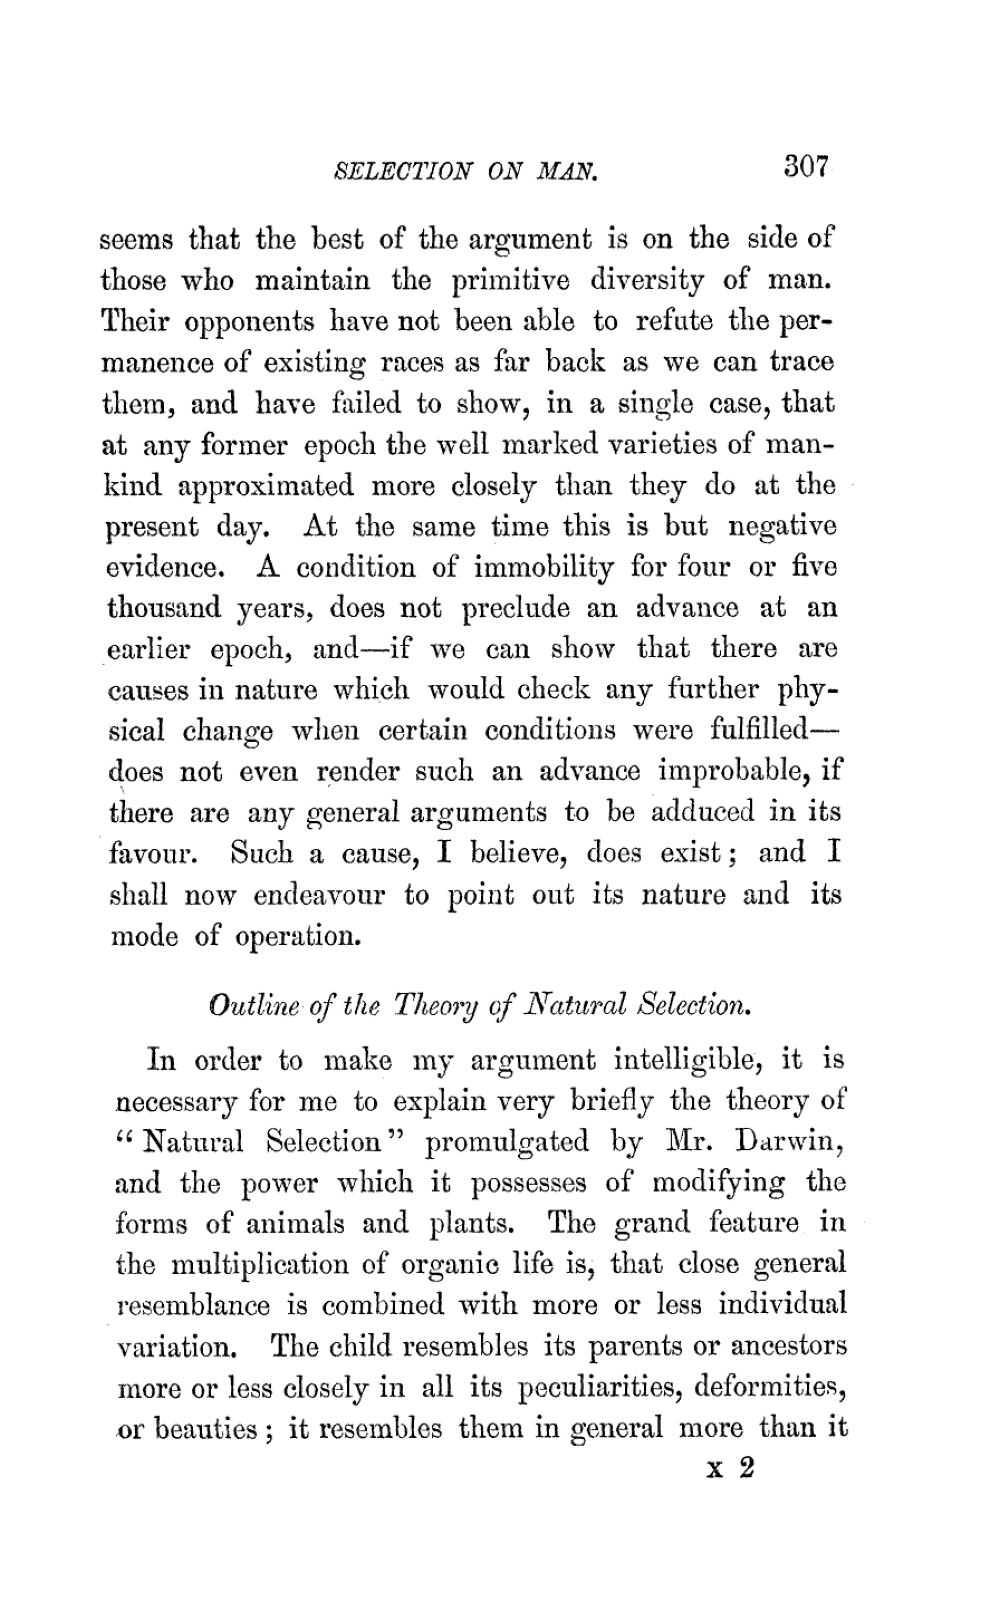 SELECTION ON MAN. 307
seems that the best of the argument is on the side of
those who maintain the primitive diversity of man.
Their opponents have not been able to refute the per-
manence of existing races as far back as we can trace
them, and have failed to show, in a single case, that
at any former epoch the well marked varieties of man-
kind approximated more closely than they do at the
present day. At the same time this is but negative
evidence. A condition of immobility for four or five
thousand years, does not preclude an advance at an
earlier epoch, and—if we can show that there are
causes in nature which would check any further phy-
sical change when certain conditions were fulfilled—
does not even render such an advance improbable, if
there are any general arguments to be adduced in its
favour. Such a cause, I believe, does exist; and I
shall now endeavour to point out its nature and its
mode of operation.
Outline of the Theory of Natural Selection.
In order to make my argument intelligible, it is
necessary for me to explain very briefly the theory of
“Natural Selection” promulgated by Mr. Darwin,
and the power which it possesses of modifying the
forms of animals and plants. The grand feature in
the multiplication of organic life is, that close general
resemblance is combined with more or less individual
variation. The child resembles its parents or ancestors
more or less closely in all its peculiarities, deformities,
or beauties; it resembles them in general more than it
X 2